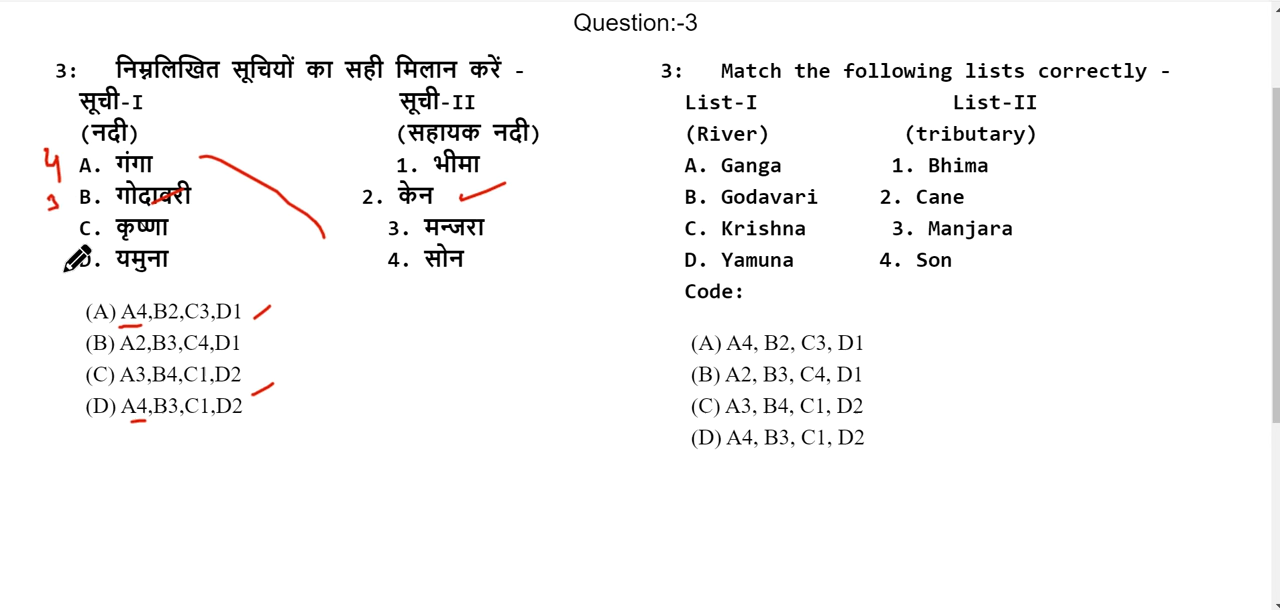 Question:-3
3: निम्नलिखित सूचियों का सही मिलान करें -
सूची-I सूची-II
(नदी) (सहायक नदी)
4 A. गंगा 1. भीमा
3 B. गोदावरी 2. केन
C. कृष्णा 3. मन्जरा
D. यमुना 4. सोन
(A) A4,B2,C3,D1
(B) A2,B3,C4,D1
(C) A3,B4,C1,D2
(D) A4,B3,C1,D2
3: Match the following lists correctly -
List-I List-II
(River) (tributary)
A. Ganga 1. Bhima
B. Godavari 2. Cane
C. Krishna 3. Manjara
D. Yamuna 4. Son
Code:
(A) A4, B2, C3, D1
(B) A2, B3, C4, D1
(C) A3, B4, C1, D2
(D) A4, B3, C1, D2